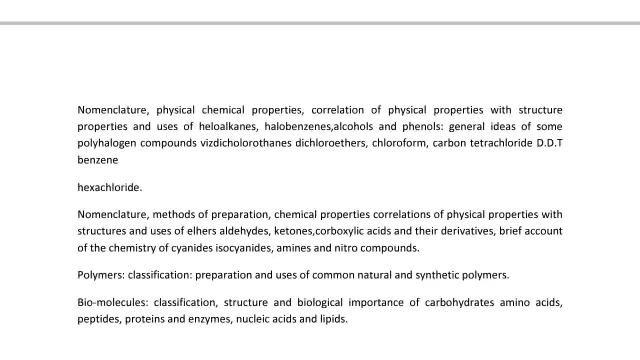 Nomenclature, physical chemical properties, correlation of physical properties with structure
properties and uses of heloalkanes, halobenzenes,alcohols and phenols: general ideas of some
polyhalogen compounds vizdicholorothanes dichloroethers, chloroform, carbon tetrachloride D.D.T
benzene
hexachloride.
Nomenclature, methods of preparation, chemical properties correlations of physical properties with
structures and uses of elhers aldehydes, ketones,corboxylic acids and their derivatives, brief account
of the chemistry of cyanides isocyanides, amines and nitro compounds.
Polymers: classification: preparation and uses of common natural and synthetic polymers.
Bio-molecules: classification, structure and biological importance of carbohydrates amino acids,
peptides, proteins and enzymes, nucleic acids and lipids.